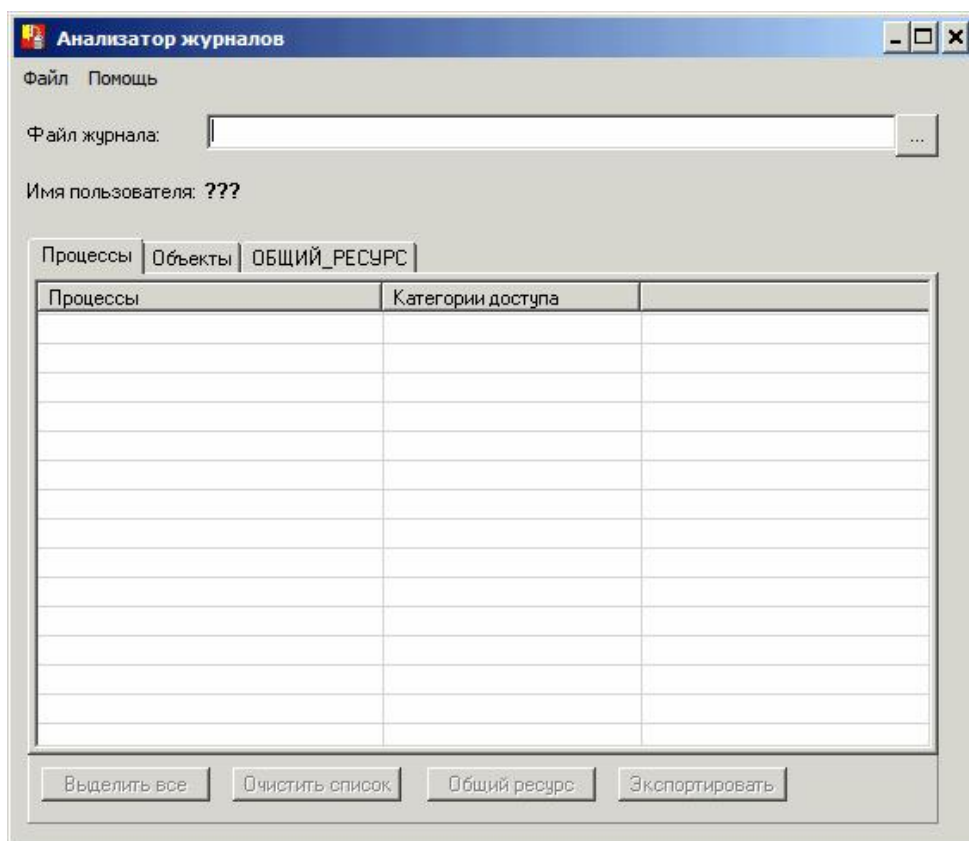 Анализатор журналов
Файл Помощь
Файл журнала: ...
Имя пользователя: ???
Процессы Объекты ОБЩИЙ_РЕСУРС
Процессы Категории доступа
Выделить все Очистить список Общий ресурс Экспортировать